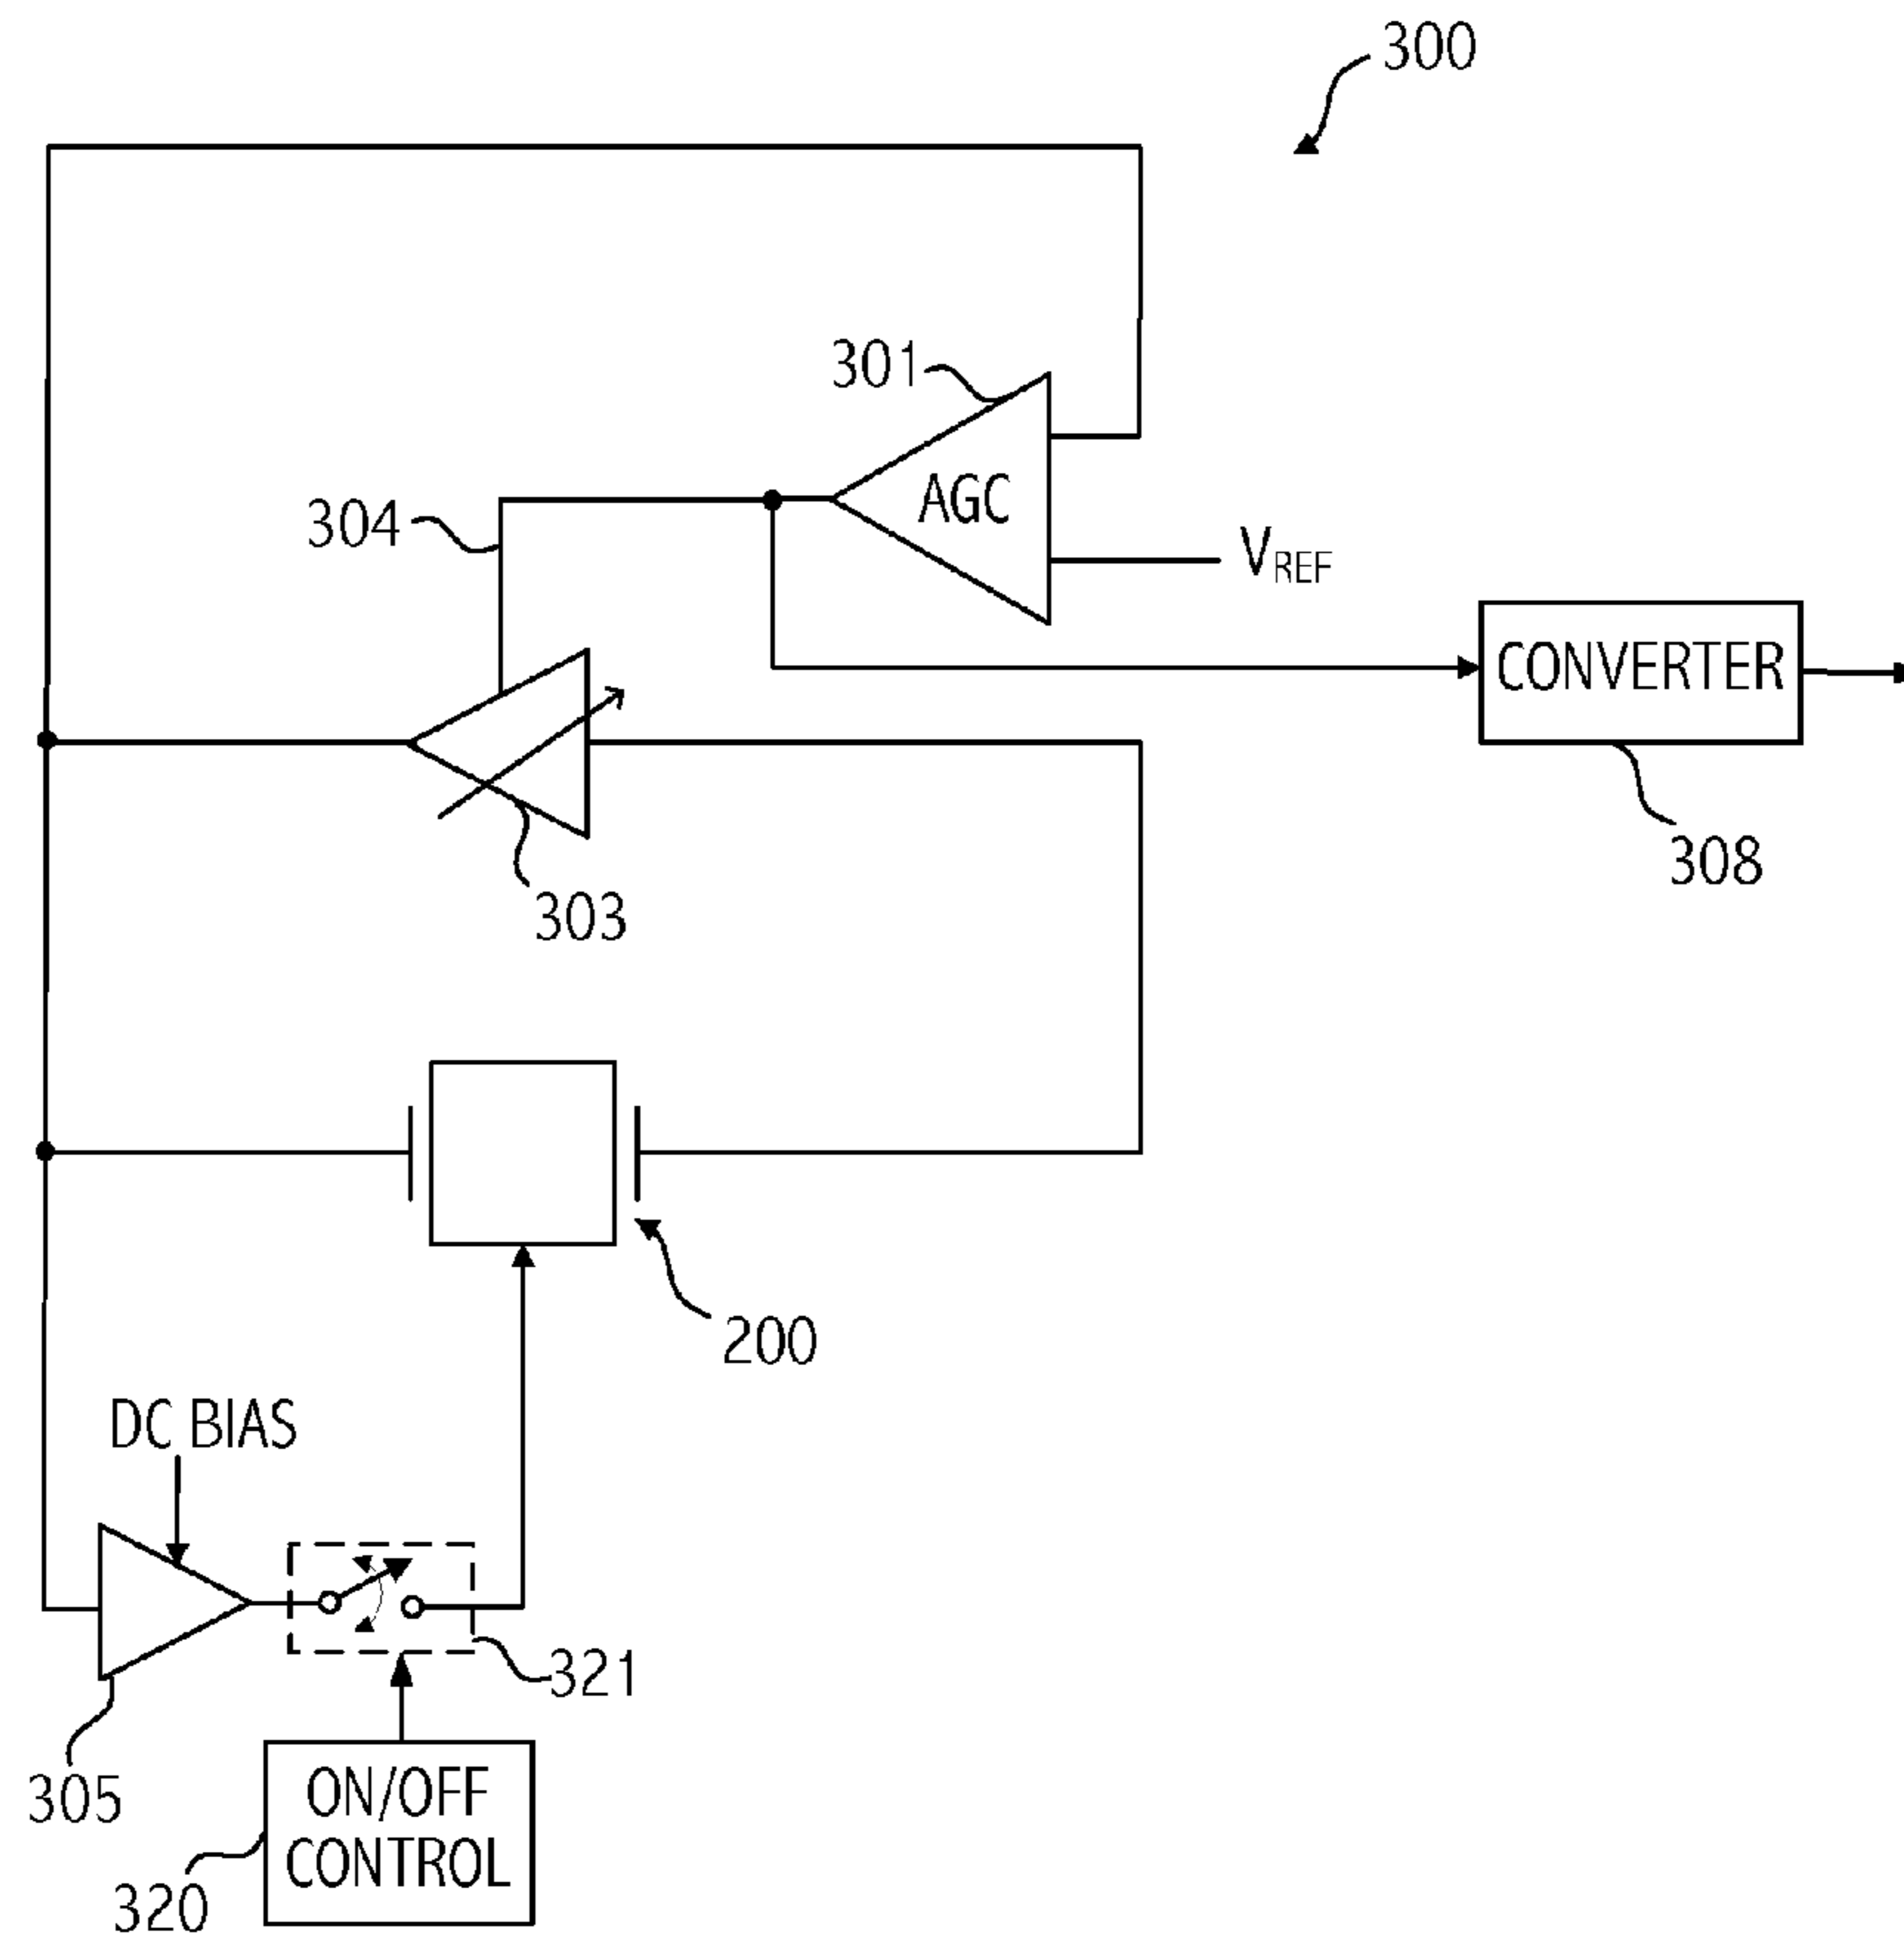 300
301
AGC
304
VREF
CONVERTER
303
308
200
DC BIAS
321
305
ON/OFF
CONTROL
320